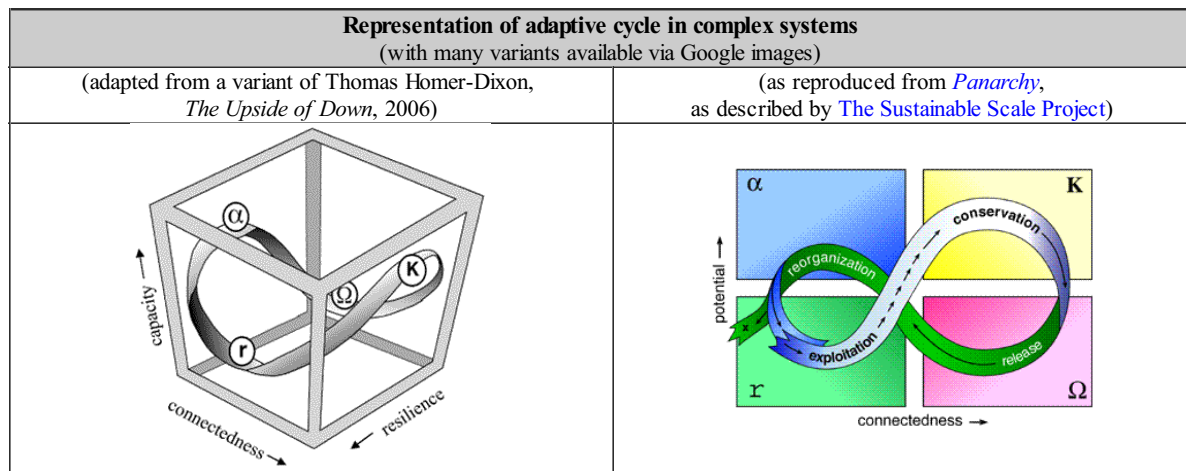 Representation of adaptive cycle in complex systems
(with many variants available via Google images)
(adapted from a variant of Thomas Homer-Dixon,
The Upside of Down, 2006)
(as reproduced from Panarchy,
as described by The Sustainable Scale Project)
α
K
Ω
r
capacity
connectedness
resilience
α
K
conservation
reorganization
potential
x
exploitation
release
r
Ω
connectedness